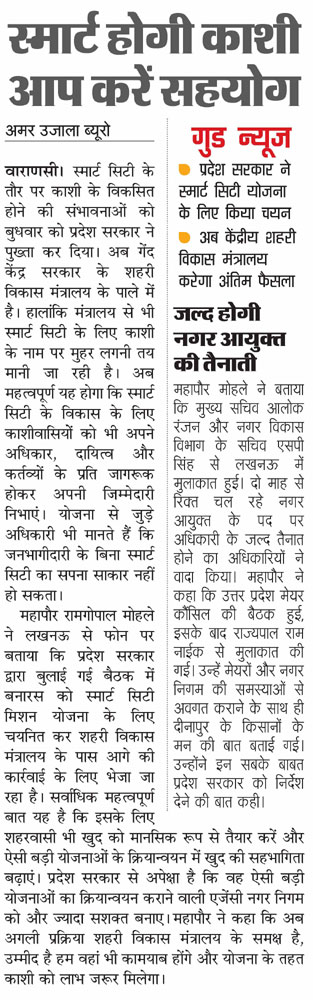 स्मार्ट होगी काशी
आप करें सहयोग
अमर उजाला ब्यूरो
वाराणसी। स्मार्ट सिटी के
तौर पर काशी के विकसित
होने की संभावनाओं को
बुधवार को प्रदेश सरकार ने
पुख्ता कर दिया। अब गेंद
केंद्र सरकार के शहरी
विकास मंत्रालय के पाले में
है। हालांकि मंत्रालय से भी
स्मार्ट सिटी के लिए काशी
के नाम पर मुहर लगनी तय
मानी जा रही है। अब
महत्वपूर्ण यह होगा कि स्मार्ट
सिटी के विकास के लिए
काशीवासियों को भी अपने
अधिकार, दायित्व और
कर्तव्यों के प्रति जागरूक
होकर अपनी जिम्मेदारी
निभाएं। योजना से जुड़े
अधिकारी भी मानते हैं कि
जनभागीदारी के बिना स्मार्ट
सिटी का सपना साकार नहीं
हो सकता।
महापौर रामगोपाल मोहले
ने लखनऊ से फोन पर
बताया कि प्रदेश सरकार
द्वारा बुलाई गई बैठक में
बनारस को स्मार्ट सिटी
मिशन योजना के लिए
चयनित कर शहरी विकास
मंत्रालय के पास आगे की
कार्रवाई के लिए भेजा जा
रहा है। सर्वाधिक महत्वपूर्ण
बात यह है कि इसके लिए
शहरवासी भी खुद को मानसिक रूप से तैयार करें और
ऐसी बड़ी योजनाओं के क्रियान्वयन में खुद की सहभागिता
बढ़ाएं। प्रदेश सरकार से अपेक्षा है कि वह ऐसी बड़ी
योजनाओं का क्रियान्वयन कराने वाली एजेंसी नगर निगम
को और ज्यादा सशक्त बनाए। महापौर ने कहा कि अब
अगली प्रक्रिया शहरी विकास मंत्रालय के समक्ष है,
उम्मीद है हम वहां भी कामयाब होंगे और योजना के तहत
काशी को लाभ जरूर मिलेगा।
गुड न्यूज
प्रदेश सरकार ने
स्मार्ट सिटी योजना
के लिए किया चयन
अब केंद्रीय शहरी
विकास मंत्रालय
करेगा अंतिम फैसला
जल्द होगी
नगर आयुक्त
की तैनाती
महापौर मोहले ने बताया
कि मुख्य सचिव आलोक
रंजन और नगर विकास
विभाग के सचिव एसपी
सिंह से लखनऊ में
मुलाकात हुई। दो माह से
रिक्त चल रहे नगर
आयुक्त के पद पर
अधिकारी के जल्द तैनात
होने का अधिकारियों ने
वादा किया। महापौर ने
कहा कि उत्तर प्रदेश मेयर
कौंसिल की बैठक हुई,
इसके बाद राज्यपाल राम
नाईक से मुलाकात की
गई। उन्हें मेयरों और नगर
निगम की समस्याओं से
अवगत कराने के साथ ही
दीनापुर के किसानों के
मन की बात बताई गई।
उन्होंने इन सबके बाबत
प्रदेश सरकार को निर्देश
देने की बात कही।